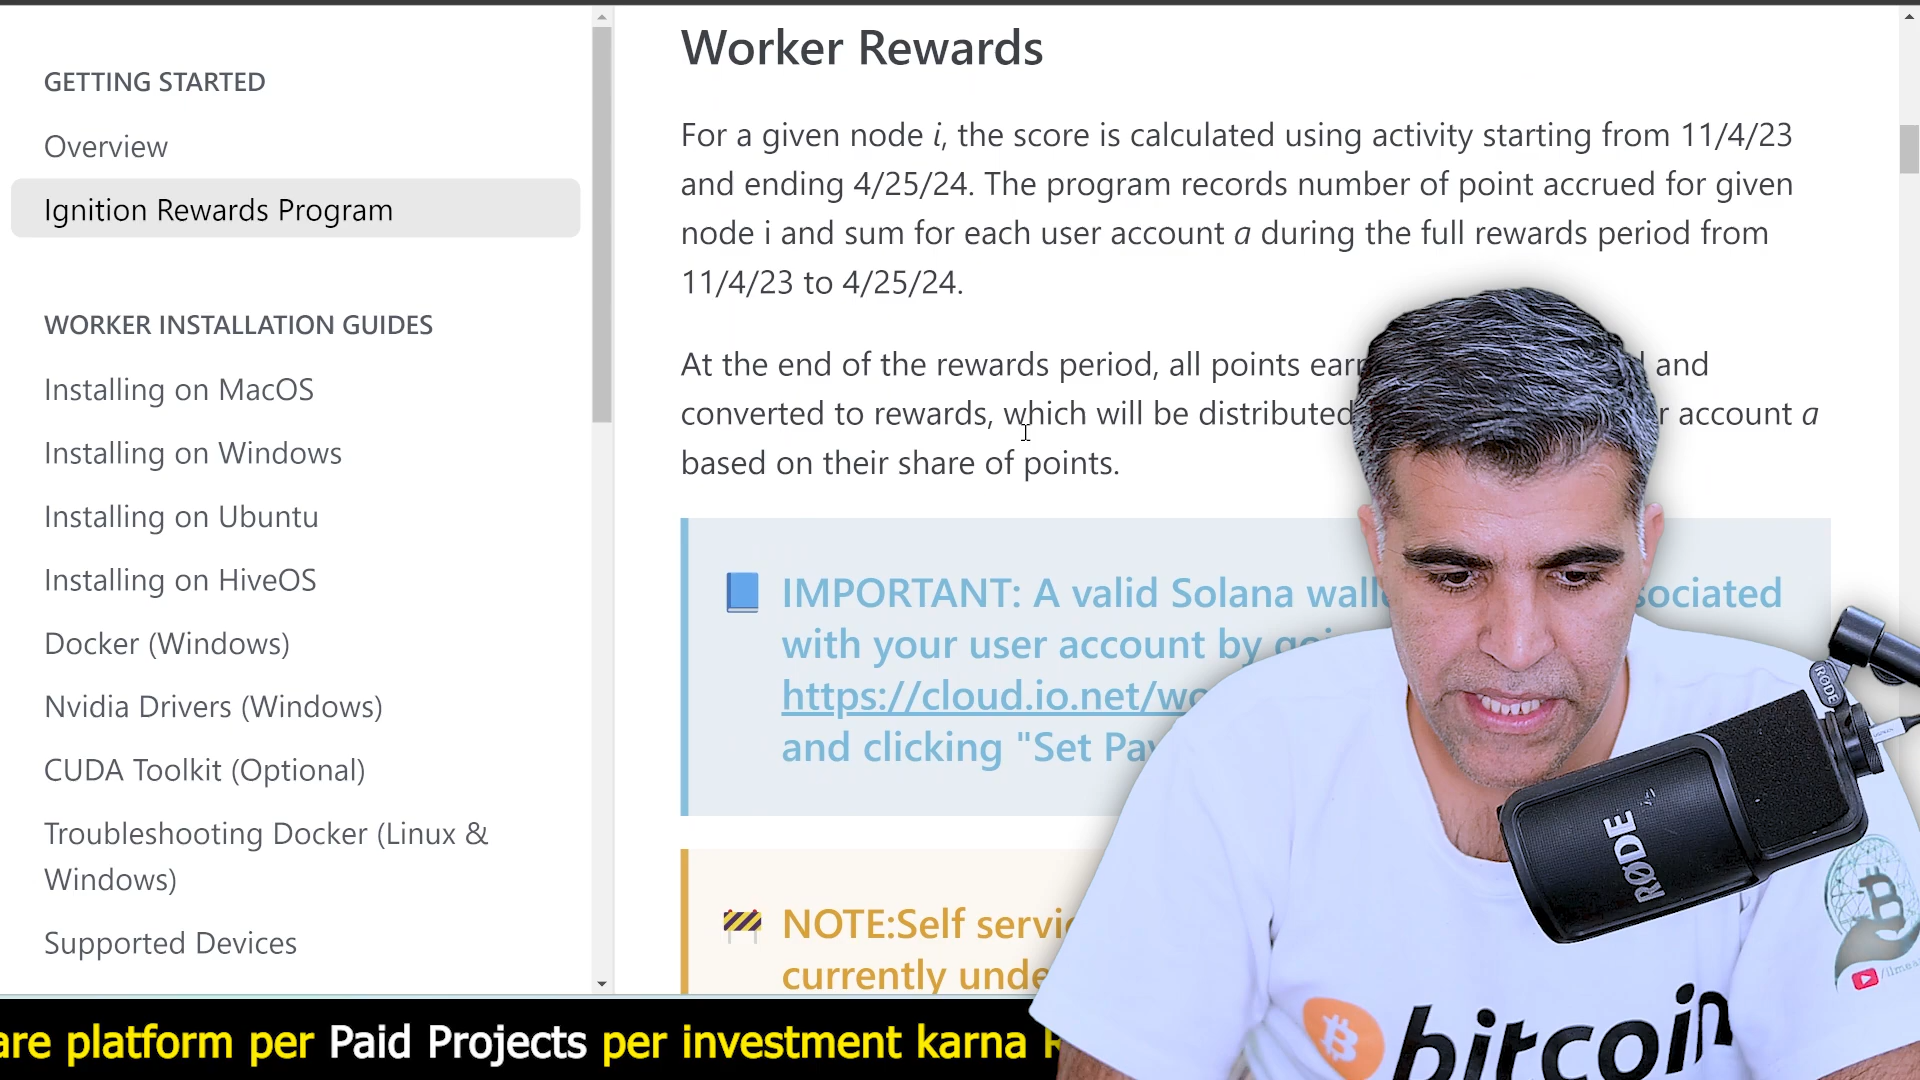 GETTING STARTED
Overview
Ignition Rewards Program
WORKER INSTALLATION GUIDES
Installing on MacOS
Installing on Windows
Installing on Ubuntu
Installing on HiveOS
Docker (Windows)
Nvidia Drivers (Windows)
CUDA Toolkit (Optional)
Troubleshooting Docker (Linux &
Windows)
Supported Devices
Worker Rewards
For a given node i, the score is calculated using activity starting from 11/4/23
and ending 4/25/24. The program records number of point accrued for given
node i and sum for each user account a during the full rewards period from
11/4/23 to 4/25/24.
At the end of the rewards period, all points and
converted to rewards, which will be distributed account a
based on their share of points.
IMPORTANT: A valid Solana
with your user account by
https://cloud.io.net/
and clicking "Set
NOTE:Self
currently
RØDE
RØDE
bitcoin
platform per Paid Projects per investment karna